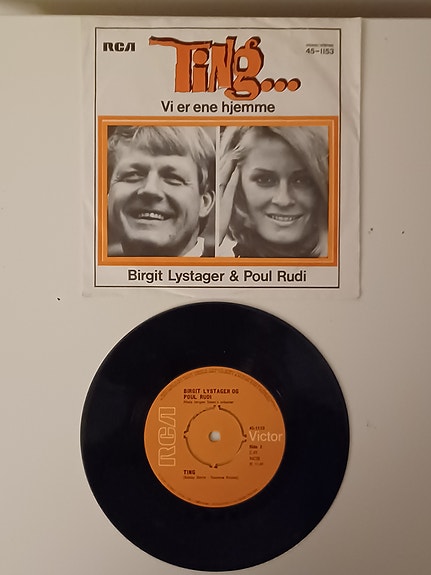 RCA
Ting...
45-1153
Vi er ene hjemme
Birgit Lystager & Poul Rudi
BIRGIT LYSTAGER OG
POUL RUDI
RCA
Victor
45-1153
TING